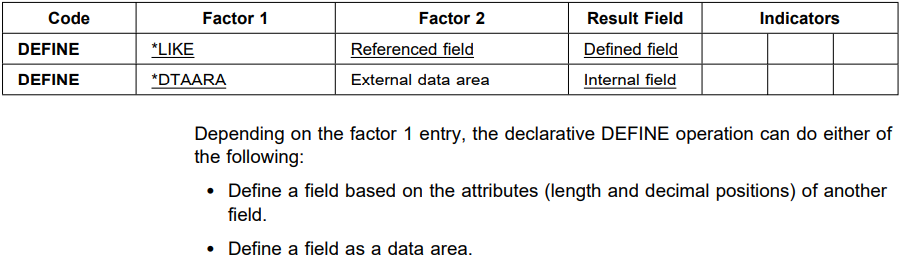 Code Factor 1 Factor 2 Result Field Indicators
DEFINE *LIKE Referenced field Defined field
DEFINE *DTAARA External data area Internal field
Depending on the factor 1 entry, the declarative DEFINE operation can do either of
the following:
• Define a field based on the attributes (length and decimal positions) of another
field.
• Define a field as a data area.